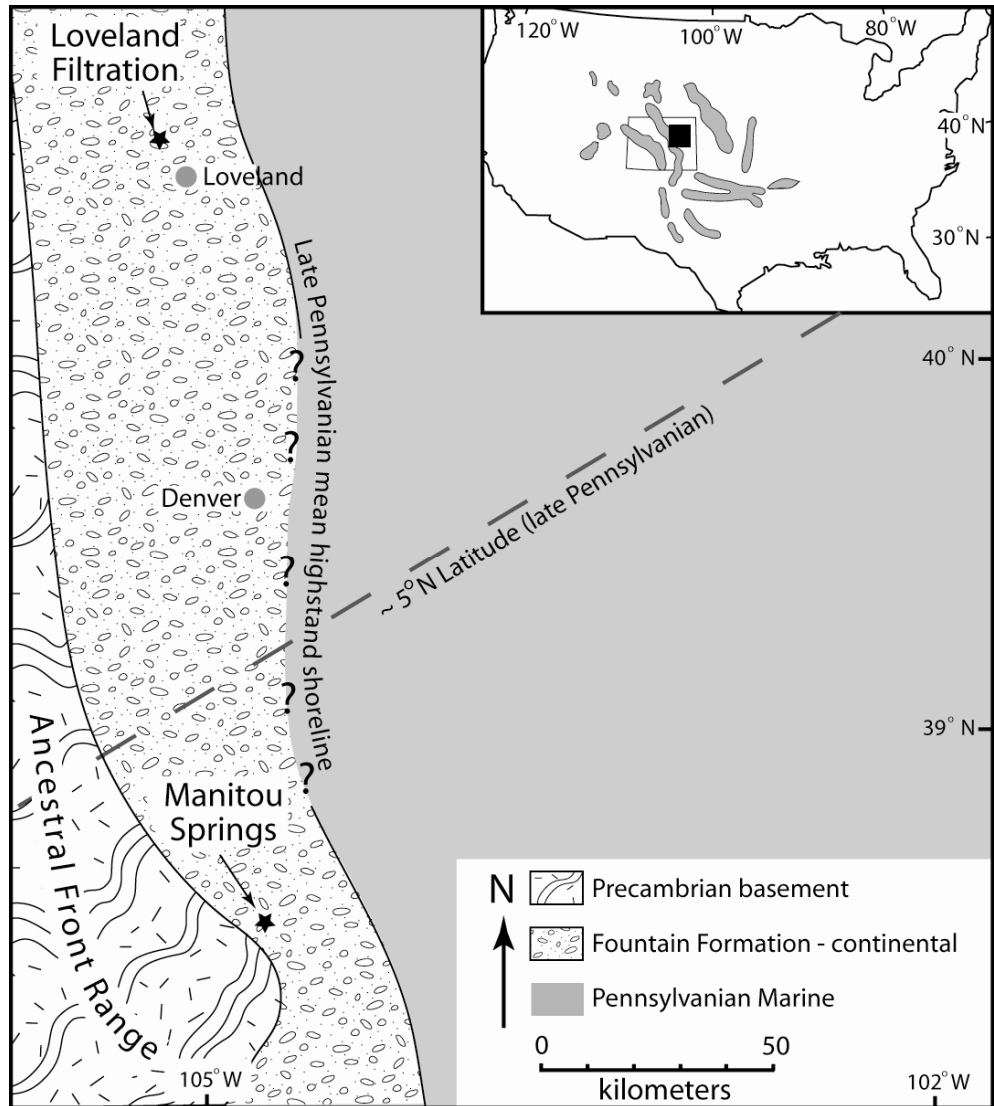 Loveland
Filtration
Loveland
120°W
100°W
80°W
40°N
30°N
Late Pennsylvanian mean highstand shoreline
?
?
?
?
?
40° N
Denver
~ 5°N Latitude (late Pennsylvanian)
39° N
Ancestral Front Range
Manitou
Springs
N
Precambrian basement
Fountain Formation - continental
Pennsylvanian Marine
0
50
kilometers
105°W
102°W